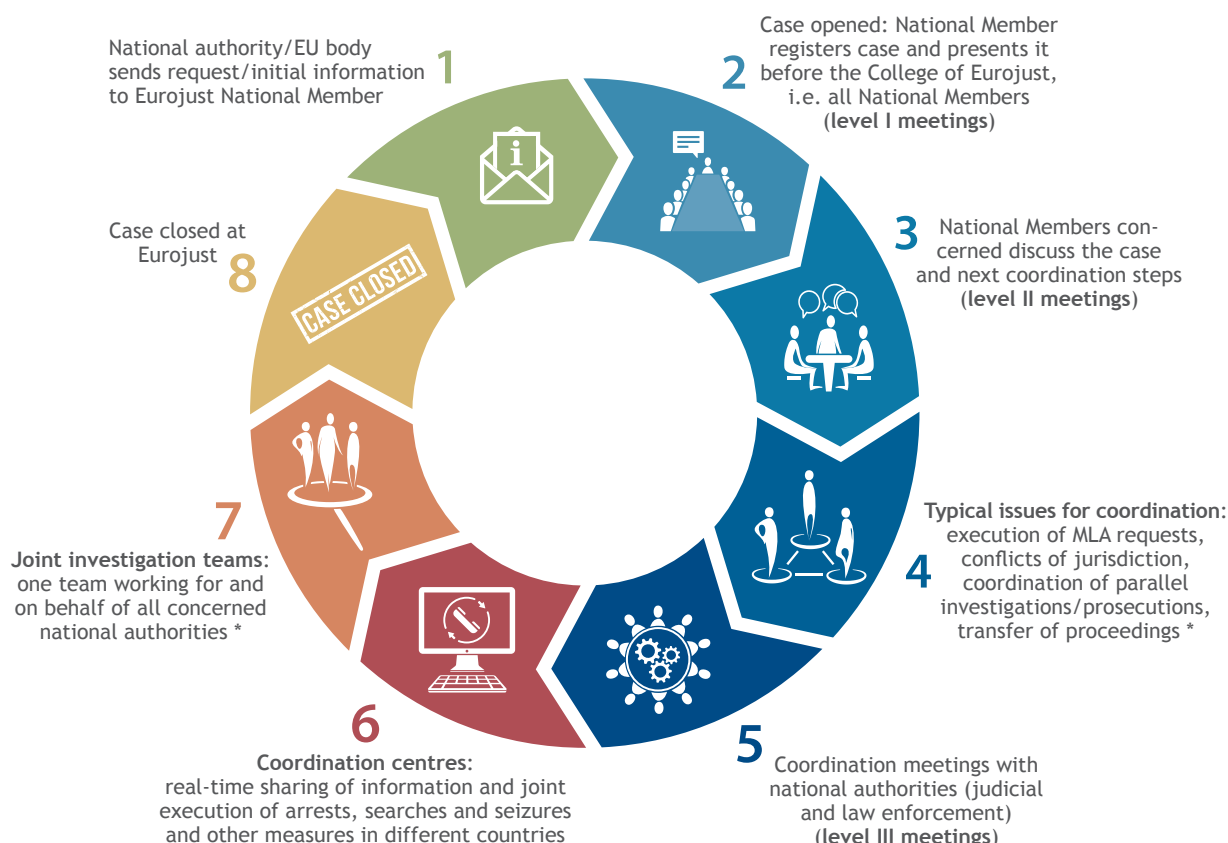 National authority/EU body
sends request/initial information
to Eurojust National Member
1
2
Case opened: National Member
registers case and presents it
before the College of Eurojust,
i.e. all National Members
(level I meetings)
3
National Members con-
cerned discuss the case
and next coordination steps
(level II meetings)
4
Typical issues for coordination:
execution of MLA requests,
conflicts of jurisdiction,
coordination of parallel
investigations/prosecutions,
transfer of proceedings *
5
Coordination meetings with
national authorities (judicial
and law enforcement)
(level III meetings)
6
Coordination centres:
real-time sharing of information and joint
execution of arrests, searches and seizures
and other measures in different countries
7
Joint investigation teams:
one team working for and
on behalf of all concerned
national authorities *
8
Case closed at
Eurojust
CASE CLOSED
i